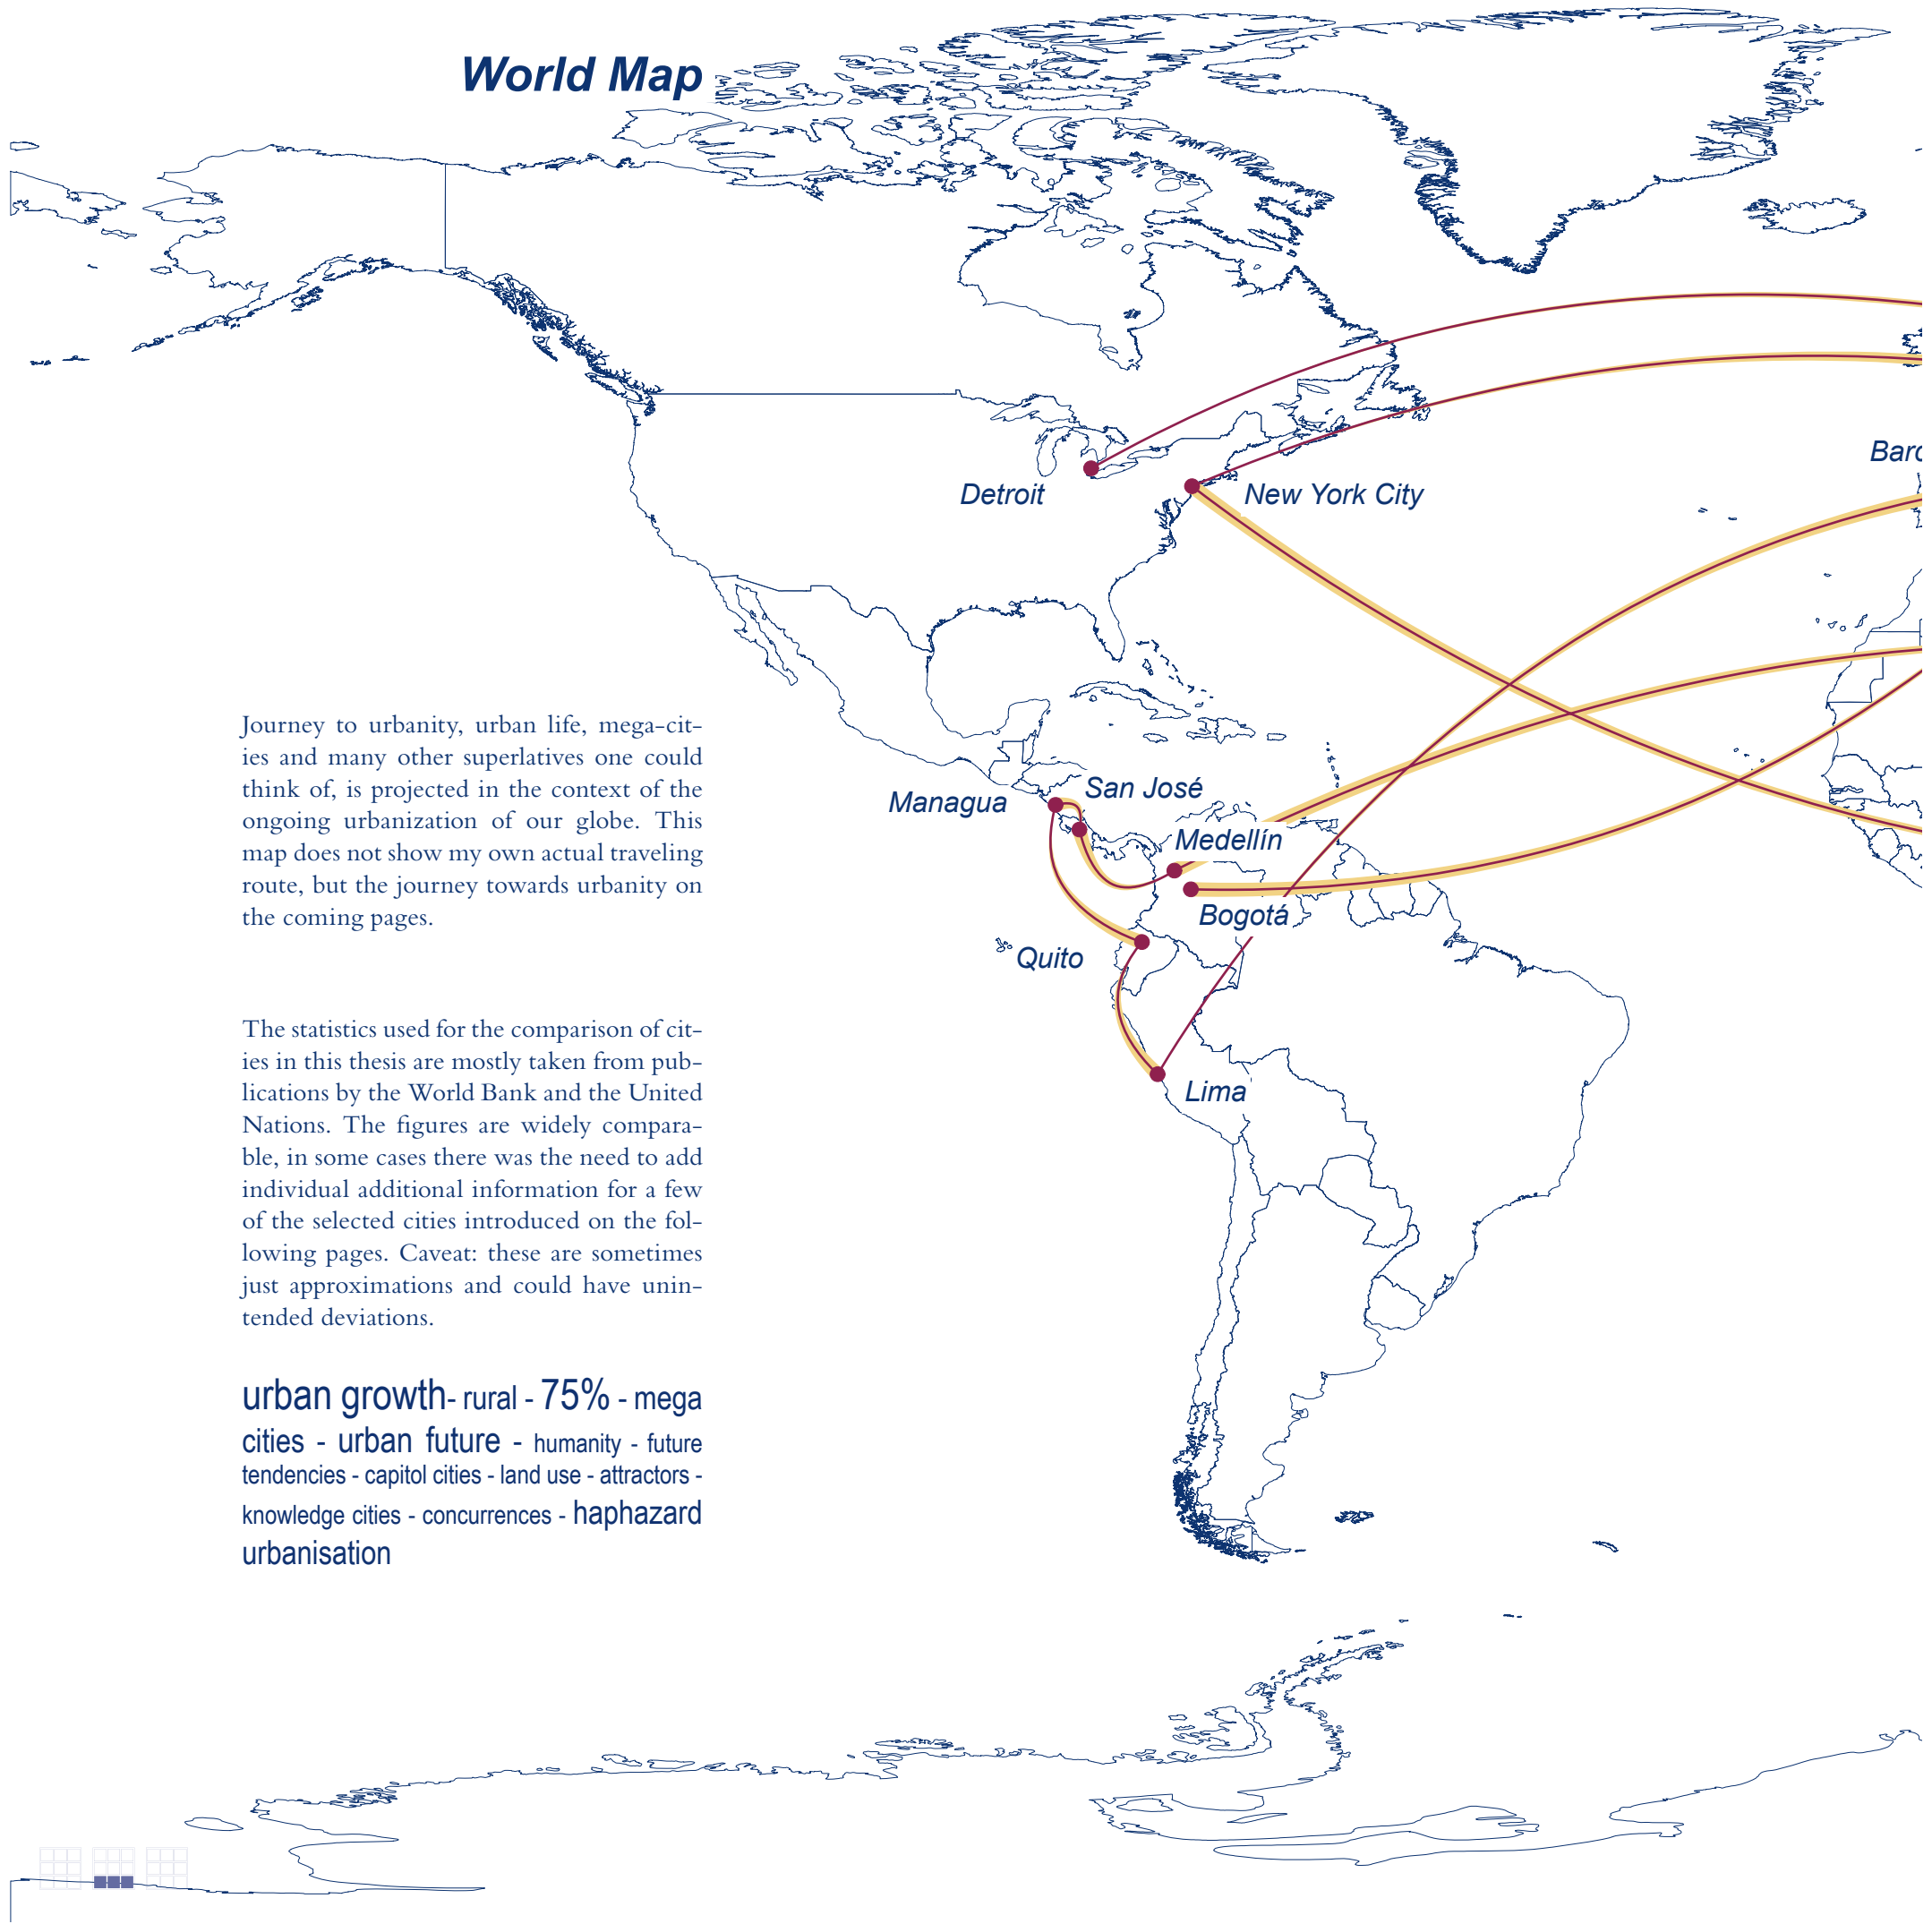 World Map
Detroit
New York City
Barc
Journey to urbanity, urban life, mega-cit-
ies and many other superlatives one could
think of, is projected in the context of the
ongoing urbanization of our globe. This
map does not show my own actual traveling
route, but the journey towards urbanity on
the coming pages.
Managua
San José
Medellín
Bogotá
Quito
Lima
The statistics used for the comparison of cit-
ies in this thesis are mostly taken from pub-
lications by the World Bank and the United
Nations. The figures are widely compara-
ble, in some cases there was the need to add
individual additional information for a few
of the selected cities introduced on the fol-
lowing pages. Caveat: these are sometimes
just approximations and could have unin-
tended deviations.
urban growth- rural - 75% - mega
cities - urban future - humanity - future
tendencies - capitol cities - land use - attractors -
knowledge cities - concurrences - haphazard
urbanisation